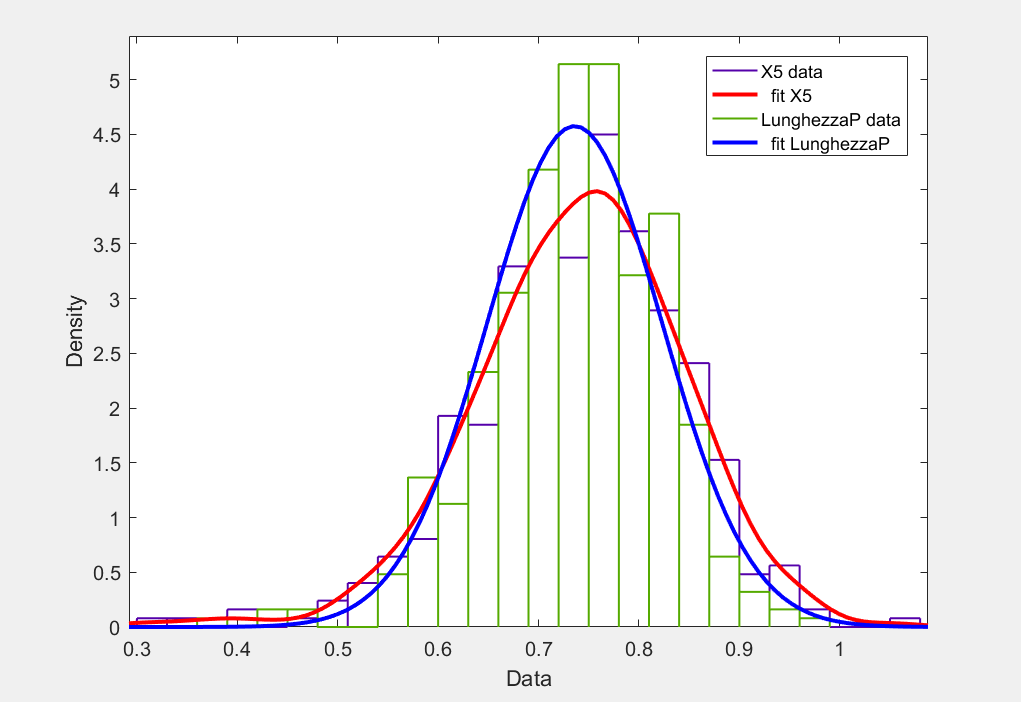 X5 data
fit X5
LunghezzaP data
fit LunghezzaP
Density
5
4.5
4
3.5
3
2.5
2
1.5
1
0.5
0
0.3 0.4 0.5 0.6 0.7 0.8 0.9 1
Data